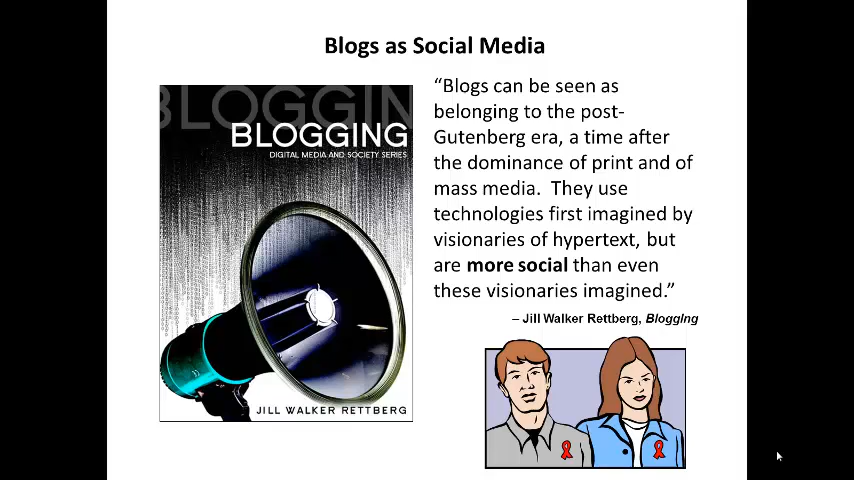 Blogs as Social Media
BLOGGIN
BLOGGING
DIGITAL MEDIA AND SOCIETY SERIES
JILL WALKER RETTBERG
“Blogs can be seen as
belonging to the post-
Gutenberg era, a time after
the dominance of print and of
mass media.  They use
technologies first imagined by
visionaries of hypertext, but
are more social than even
these visionaries imagined.”
– Jill Walker Rettberg, Blogging